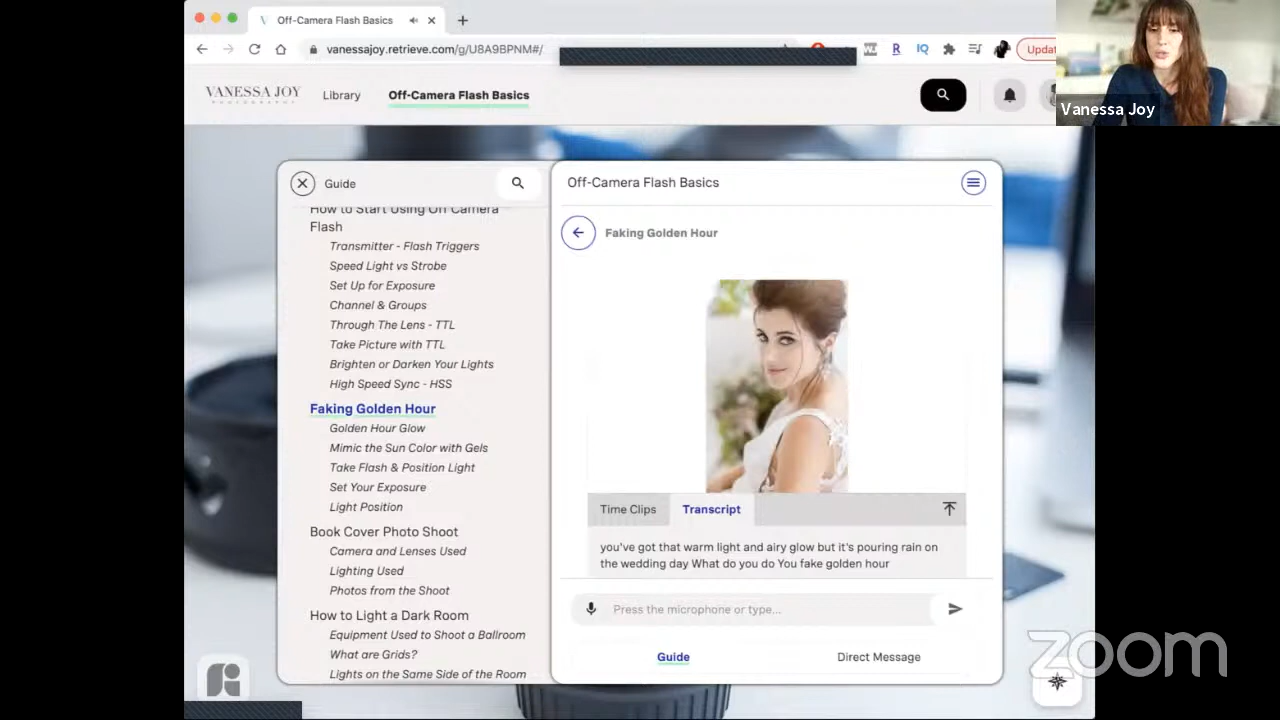 Off-Camera Flash Basics
vanessajoy.retrieve.com/g/U8A9BPNM#/
IQ
Updat
Vanessa Joy
VANESSA JOY
PHOTOGRAPHY
Library
Off-Camera Flash Basics
Guide
How to Start Using Off Camera
Flash
Transmitter - Flash Triggers
Speed Light vs Strobe
Set Up for Exposure
Channel & Groups
Through The Lens - TTL
Take Picture with TTL
Brighten or Darken Your Lights
High Speed Sync - HSS
Faking Golden Hour
Golden Hour Glow
Mimic the Sun Color with Gels
Take Flash & Position Light
Set Your Exposure
Light Position
Book Cover Photo Shoot
Camera and Lenses Used
Lighting Used
Photos from the Shoot
How to Light a Dark Room
Equipment Used to Shoot a Ballroom
What are Grids?
Lights on the Same Side of the Room
Off-Camera Flash Basics
Faking Golden Hour
Time Clips
Transcript
you've got that warm light and airy glow but it's pouring rain on
the wedding day What do you do You fake golden hour
Press the microphone or type...
Guide
Direct Message
zoom